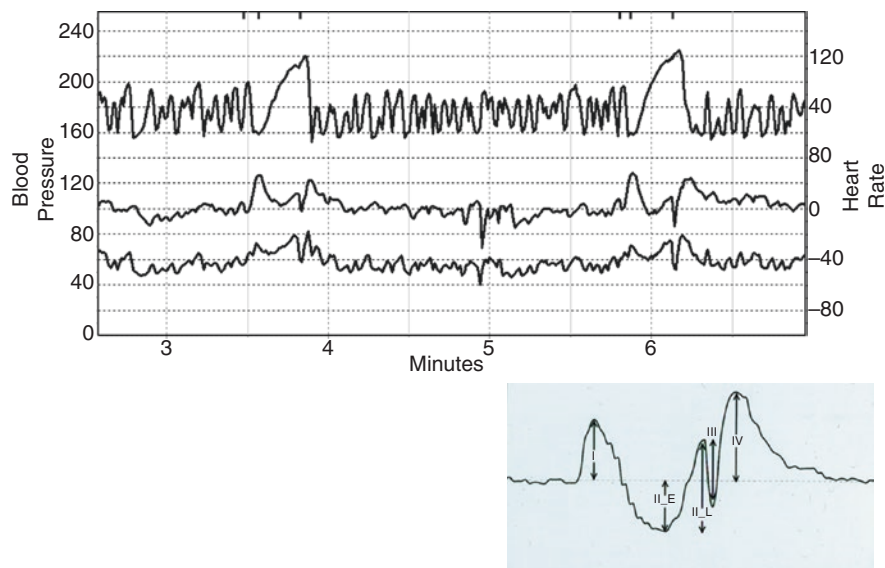 240
200
160
120
80
40
0
Blood
Pressure
120
40
80
0
–40
–80
Heart
Rate
3
4
5
6
Minutes
I
II_E
II_L
III
IV